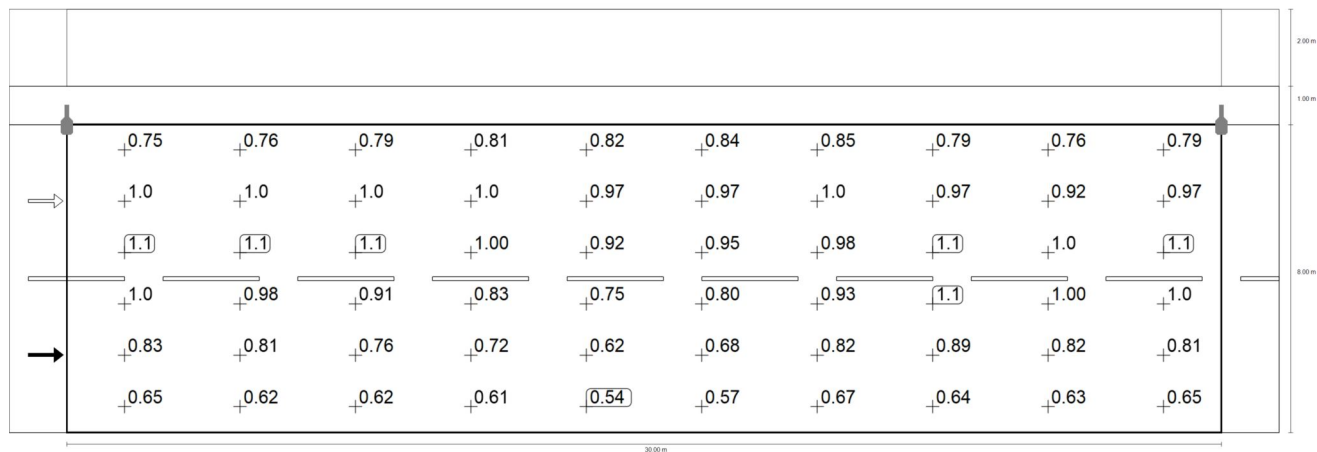 2.00 m
1.00 m
0.75 0.76 0.79 0.81 0.82 0.84 0.85 0.79 0.76 0.79
1.0 1.0 1.0 1.0 0.97 0.97 1.0 0.97 0.92 0.97
1.1 1.1 1.1 1.00 0.92 0.95 0.98 1.1 1.0 1.1
8.00 m
1.0 0.98 0.91 0.83 0.75 0.80 0.93 1.1 1.00 1.0
0.83 0.81 0.76 0.72 0.62 0.68 0.82 0.89 0.82 0.81
0.65 0.62 0.62 0.61 0.54 0.57 0.67 0.64 0.63 0.65
30.00 m